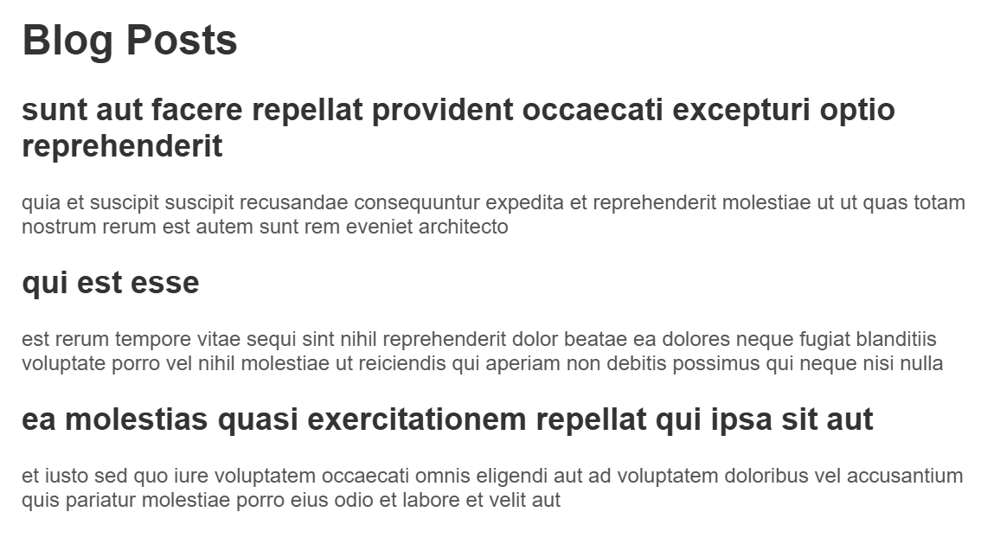 Blog Posts
sunt aut facere repellat provident occaecati excepturi optio
reprehenderit
quia et suscipit suscipit recusandae consequuntur expedita et reprehenderit molestiae ut ut quas totam
nostrum rerum est autem sunt rem eveniet architecto
qui est esse
est rerum tempore vitae sequi sint nihil reprehenderit dolor beatae ea dolores neque fugiat blanditiis
voluptate porro vel nihil molestiae ut reiciendis qui aperiam non debitis possimus qui neque nisi nulla
ea molestias quasi exercitationem repellat qui ipsa sit aut
et iusto sed quo iure voluptatem occaecati omnis eligendi aut ad voluptatem doloribus vel accusantium
quis pariatur molestiae porro eius odio et labore et velit aut